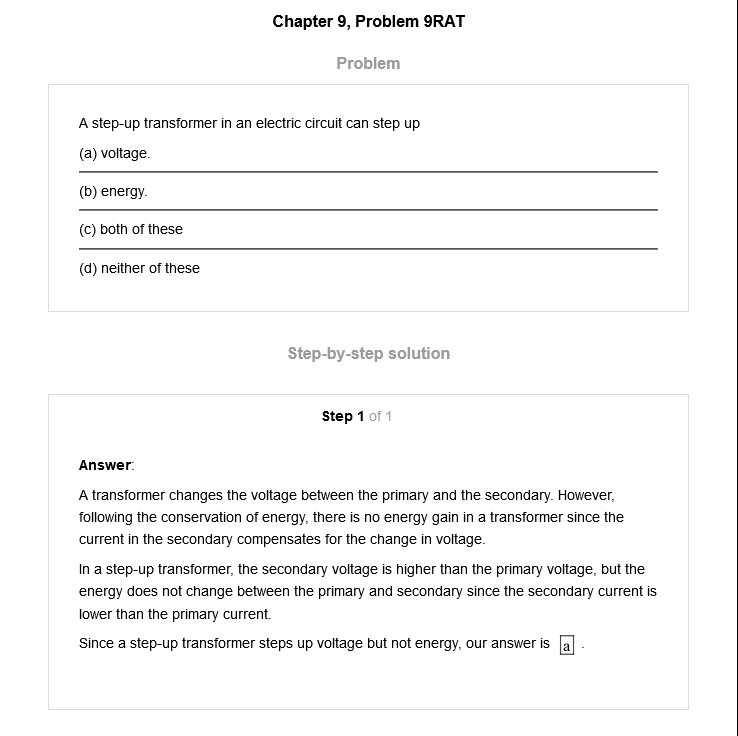 Chapter 9, Problem 9RAT
Problem
A step-up transformer in an electric circuit can step up
(a) voltage.
(b) energy.
(c) both of these
(d) neither of these
Step-by-step solution
Step 1 of 1
Answer:
A transformer changes the voltage between the primary and the secondary. However,
following the conservation of energy, there is no energy gain in a transformer since the
current in the secondary compensates for the change in voltage.
In a step-up transformer, the secondary voltage is higher than the primary voltage, but the
energy does not change between the primary and secondary since the secondary current is
lower than the primary current.
Since a step-up transformer steps up voltage but not energy, our answer is a .